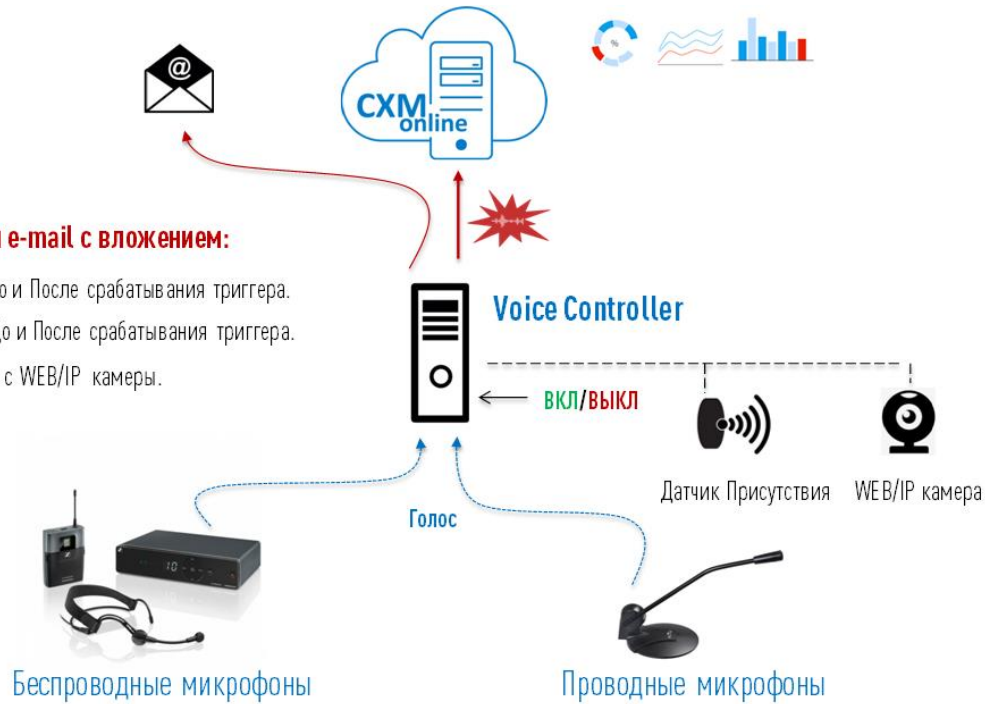 @
%
CXM
online
e-mail с вложением:
и После срабатывания триггера.
и После срабатывания триггера.
с WEB/IP камеры.
Voice Controller
ВКЛ/ВЫКЛ
Датчик Присутствия
WEB/IP камера
Голос
10
Беспроводные микрофоны
Проводные микрофоны